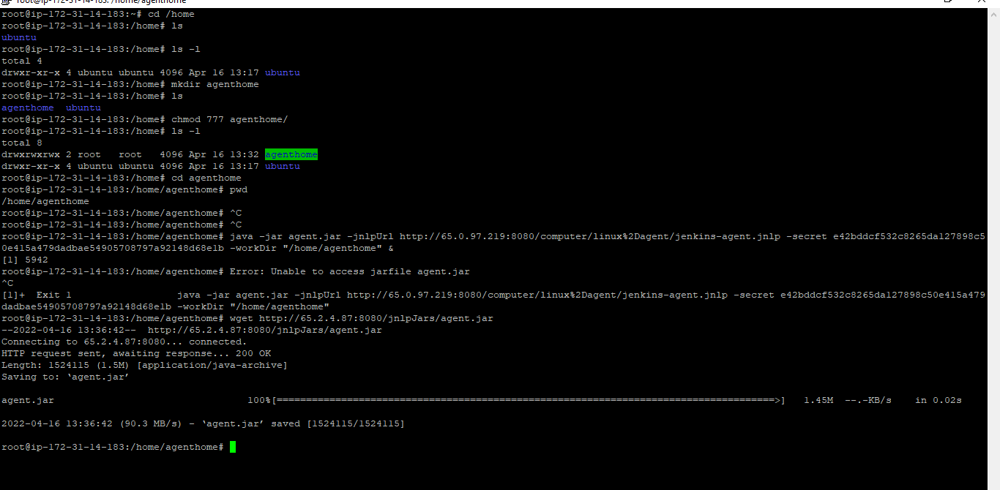 root@ip-172-31-14-183: /home/agenthome
root@ip-172-31-14-183:~# cd /home
root@ip-172-31-14-183:/home# ls
ubuntu
root@ip-172-31-14-183:/home# ls -l
total 4
drwxr-xr-x 4 ubuntu ubuntu 4096 Apr 16 13:17 ubuntu
root@ip-172-31-14-183:/home# mkdir agenthome
root@ip-172-31-14-183:/home# ls
agenthome  ubuntu
root@ip-172-31-14-183:/home# chmod 777 agenthome/
root@ip-172-31-14-183:/home# ls -l
total 8
drwxrwxrwx 2 root   root   4096 Apr 16 13:32 agenthome
drwxr-xr-x 4 ubuntu ubuntu 4096 Apr 16 13:17 ubuntu
root@ip-172-31-14-183:/home# cd agenthome
root@ip-172-31-14-183:/home/agenthome# pwd
/home/agenthome
root@ip-172-31-14-183:/home/agenthome# ^C
root@ip-172-31-14-183:/home/agenthome# ^C
root@ip-172-31-14-183:/home/agenthome# java -jar agent.jar -jnlpUrl http://65.0.97.219:8080/computer/linux%2Dagent/jenkins-agent.jnlp -secret e42bddcf532c8265da127898c5
0e415a479dadbae54905708797a92148d68e1b -workDir "/home/agenthome" &
[1] 5942
root@ip-172-31-14-183:/home/agenthome# Error: Unable to access jarfile agent.jar
^C
[1]+  Exit 1                  java -jar agent.jar -jnlpUrl http://65.0.97.219:8080/computer/linux%2Dagent/jenkins-agent.jnlp -secret e42bddcf532c8265da127898c50e415a479
dadbae54905708797a92148d68e1b -workDir "/home/agenthome"
root@ip-172-31-14-183:/home/agenthome# wget http://65.2.4.87:8080/jnlpJars/agent.jar
--2022-04-16 13:36:42--  http://65.2.4.87:8080/jnlpJars/agent.jar
Connecting to 65.2.4.87:8080... connected.
HTTP request sent, awaiting response... 200 OK
Length: 1524115 (1.5M) [application/java-archive]
Saving to: ‘agent.jar’
agent.jar                                 100%[=====================================================================================>]   1.45M  --.-KB/s    in 0.02s
2022-04-16 13:36:42 (90.3 MB/s) - ‘agent.jar’ saved [1524115/1524115]
root@ip-172-31-14-183:/home/agenthome#